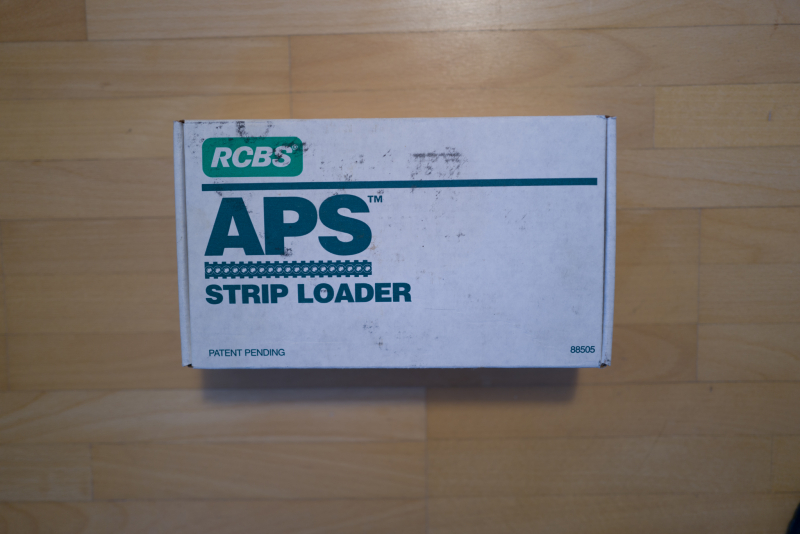 RCBS
APS™
STRIP LOADER
PATENT PENDING
88505